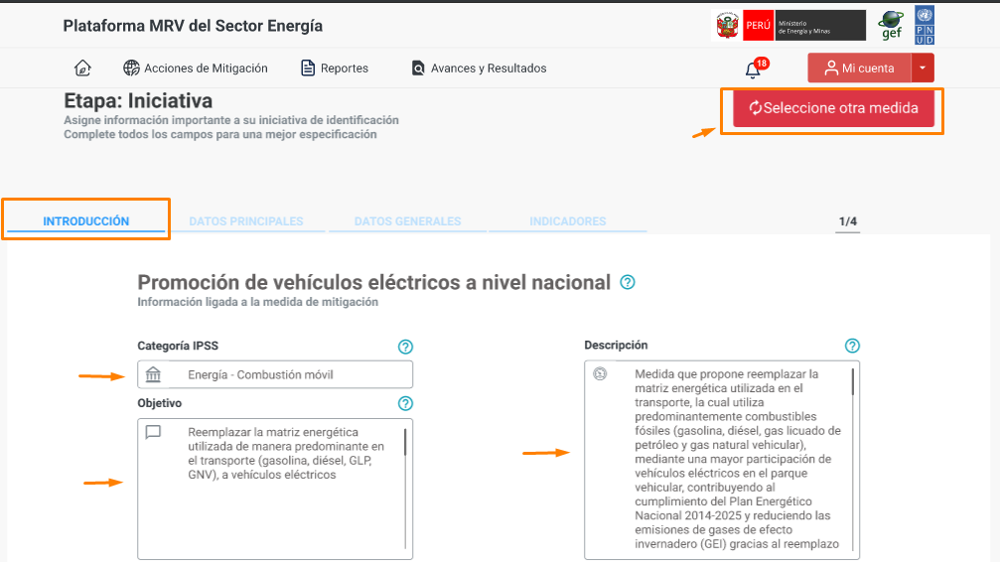 Plataforma MRV del Sector Energía
PERÚ
Ministerio
de Energía y Minas
gef
P N
U D
Acciones de Mitigación
Reportes
Avances y Resultados
18
Mi cuenta
Etapa: Iniciativa
Asigne información importante a su iniciativa de identificación
Complete todos los campos para una mejor especificación
Seleccione otra medida
INTRODUCCIÓN
DATOS PRINCIPALES
DATOS GENERALES
INDICADORES
1/4
Promoción de vehículos eléctricos a nivel nacional ?
Información ligada a la medida de mitigación
Categoría IPSS ?
Energía - Combustión móvil
Objetivo ?
Reemplazar la matriz energética
utilizada de manera predominante en
el transporte (gasolina, diésel, GLP,
GNV), a vehículos eléctricos
Descripción ?
Medida que propone reemplazar la
matriz energética utilizada en el
transporte, la cual utiliza
predominantemente combustibles
fósiles (gasolina, diésel, gas licuado de
petróleo y gas natural vehicular),
mediante una mayor participación de
vehículos eléctricos en el parque
vehicular, contribuyendo al
cumplimiento del Plan Energético
Nacional 2014-2025 y reduciendo las
emisiones de gases de efecto
invernadero (GEI) gracias al reemplazo